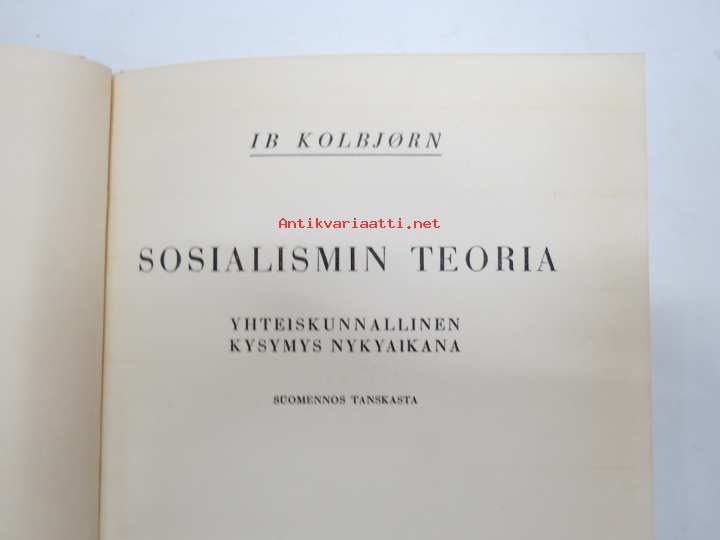 IB KOLBJØRN
Antikvariaatti.net
SOSIALISMIN TEORIA
YHTEISKUNNALLINEN
KYSYMYS NYKYAIKANA
SUOMENNOS TANSKASTA